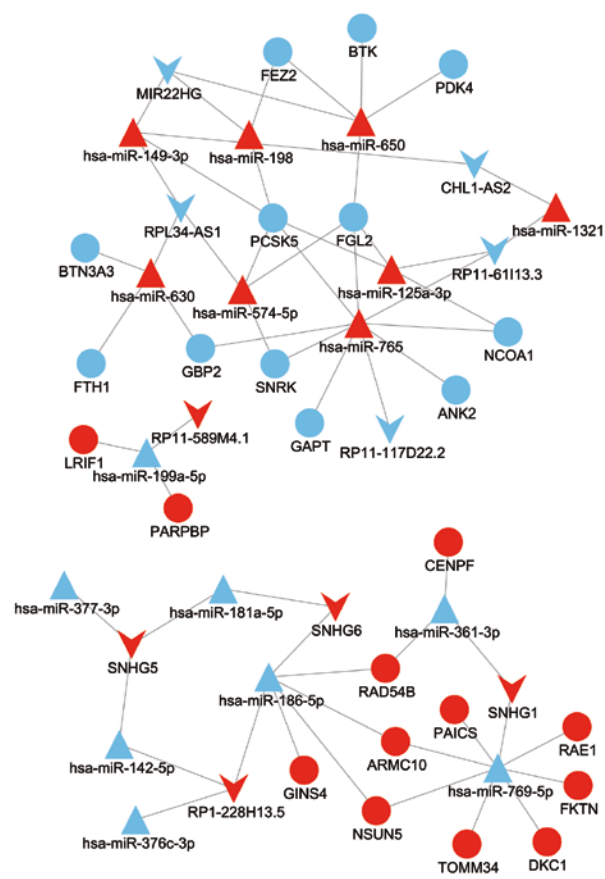 BTK
FEZ2
PDK4
MIR22HG
hsa-miR-149-3p
hsa-miR-198
hsa-miR-650
CHL1-AS2
RPL34-AS1
PCSK5
FGL2
hsa-miR-1321
BTN3A3
RP11-61I13.3
hsa-miR-630
hsa-miR-574-5p
hsa-miR-125a-3p
hsa-miR-765
NCOA1
FTH1
GBP2
SNRK
ANK2
GAPT
RP11-117D22.2
RP11-589M4.1
LRIF1
hsa-miR-199a-5p
PARPBP
CENPF
hsa-miR-377-3p
hsa-miR-181a-5p
SNHG6
hsa-miR-361-3p
SNHG5
RAD54B
hsa-miR-186-5p
SNHG1
PAICS
RAE1
ARMC10
hsa-miR-142-5p
GINS4
hsa-miR-769-5p
RP1-228H13.5
FKTN
NSUN5
hsa-miR-376c-3p
TOMM34
DKC1